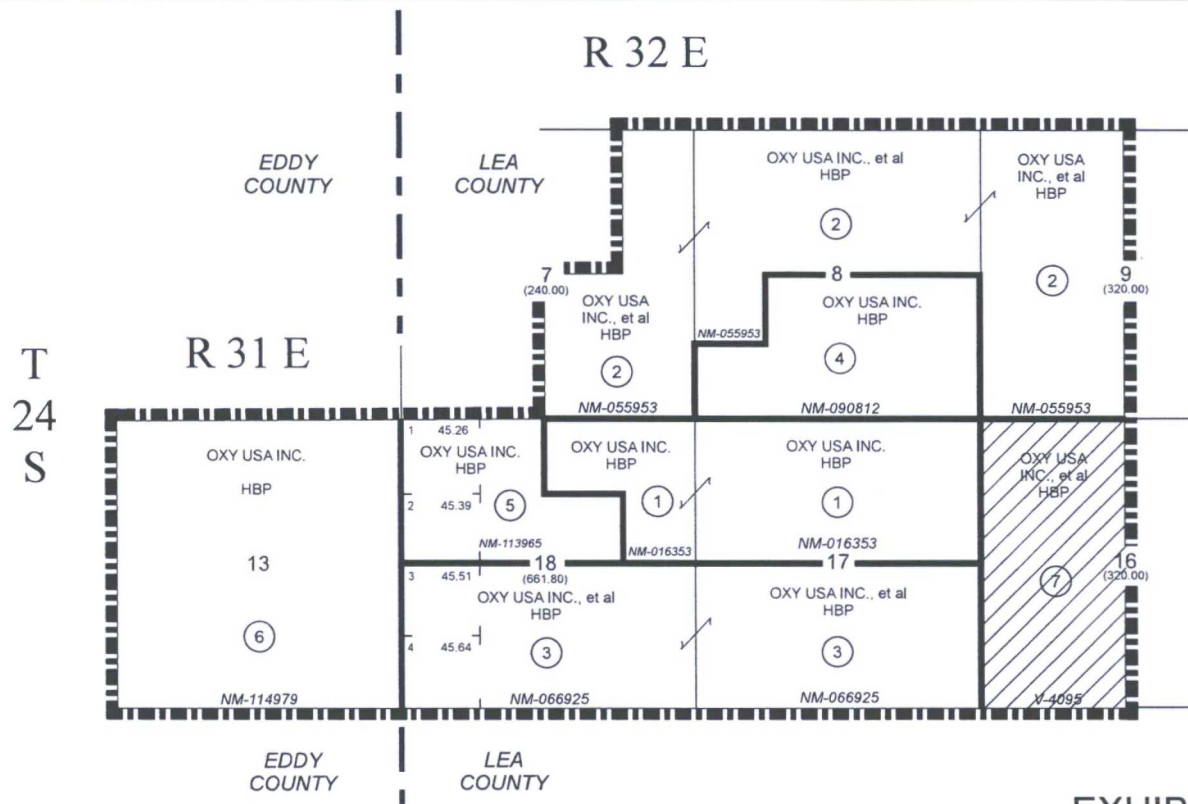 R 32 E
EDDY
COUNTY
LEA
COUNTY
OXY USA INC., et al
HBP
2
OXY USA
INC., et al
HBP
2
7
(240.00)
8
9
(320.00)
OXY USA
INC., et al
HBP
2
NM-055953
NM-055953
OXY USA INC.
HBP
4
NM-090812
NM-055953
T
24
S
R 31 E
OXY USA INC.
HBP
13
6
NM-114979
1 45.26
2 45.39
3 45.51
4 45.64
OXY USA INC.
HBP
5
NM-113965
OXY USA INC.
HBP
1
NM-016353
OXY USA INC.
HBP
1
NM-016353
18
(661.80)
17
OXY USA INC., et al
HBP
3
NM-066925
OXY USA INC., et al
HBP
3
NM-066925
OXY USA
INC., et al
HBP
7
16
(320.00)
V-4095
EDDY
COUNTY
LEA
COUNTY